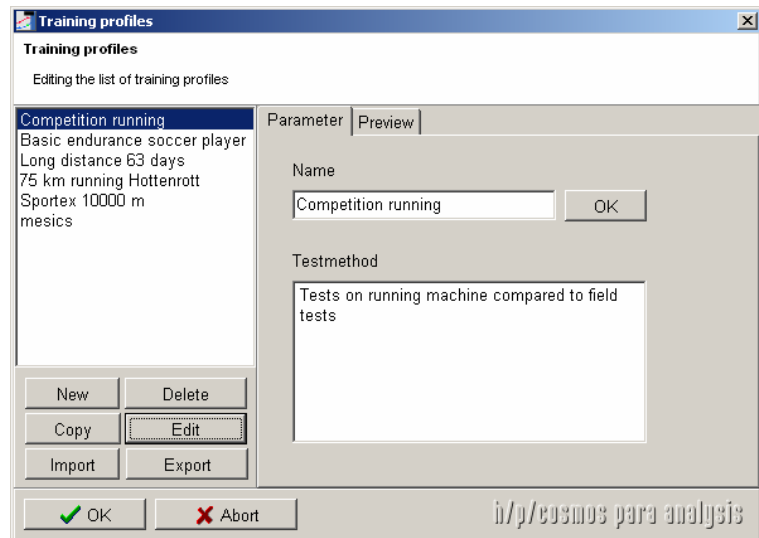 Training profiles
Training profiles
Editing the list of training profiles
Competition running
Basic endurance soccer player
Long distance 63 days
75 km running Hottenrott
Sportex 10000 m
mesics
Parameter
Preview
Name
Competition running
OK
Testmethod
Tests on running machine compared to field
tests
New
Delete
Copy
Edit
Import
Export
OK
Abort
h/p/cosmos para analysis